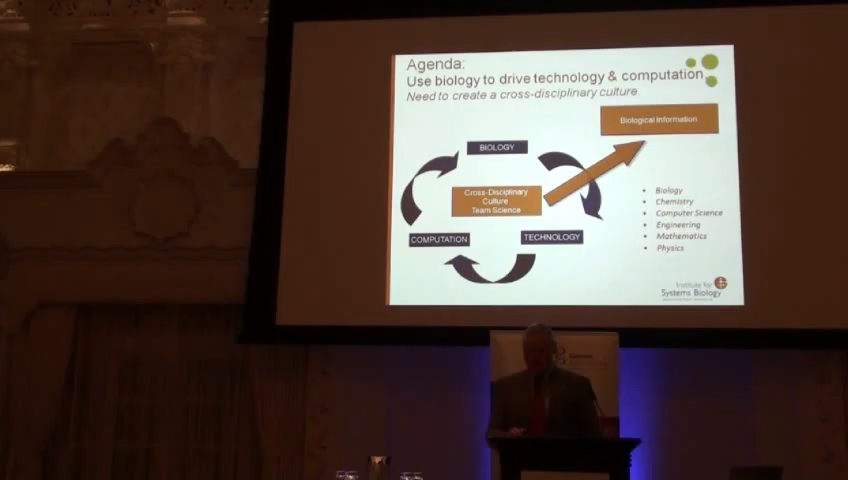 Agenda:
Use biology to drive technology & computation
Need to create a cross-disciplinary culture.
Biological Information
BIOLOGY
Cross-Disciplinary
Culture
Team Science
COMPUTATION
TECHNOLOGY
• Biology
• Chemistry
• Computer Science
• Engineering
• Mathematics
• Physics
Institute for
Systems Biology